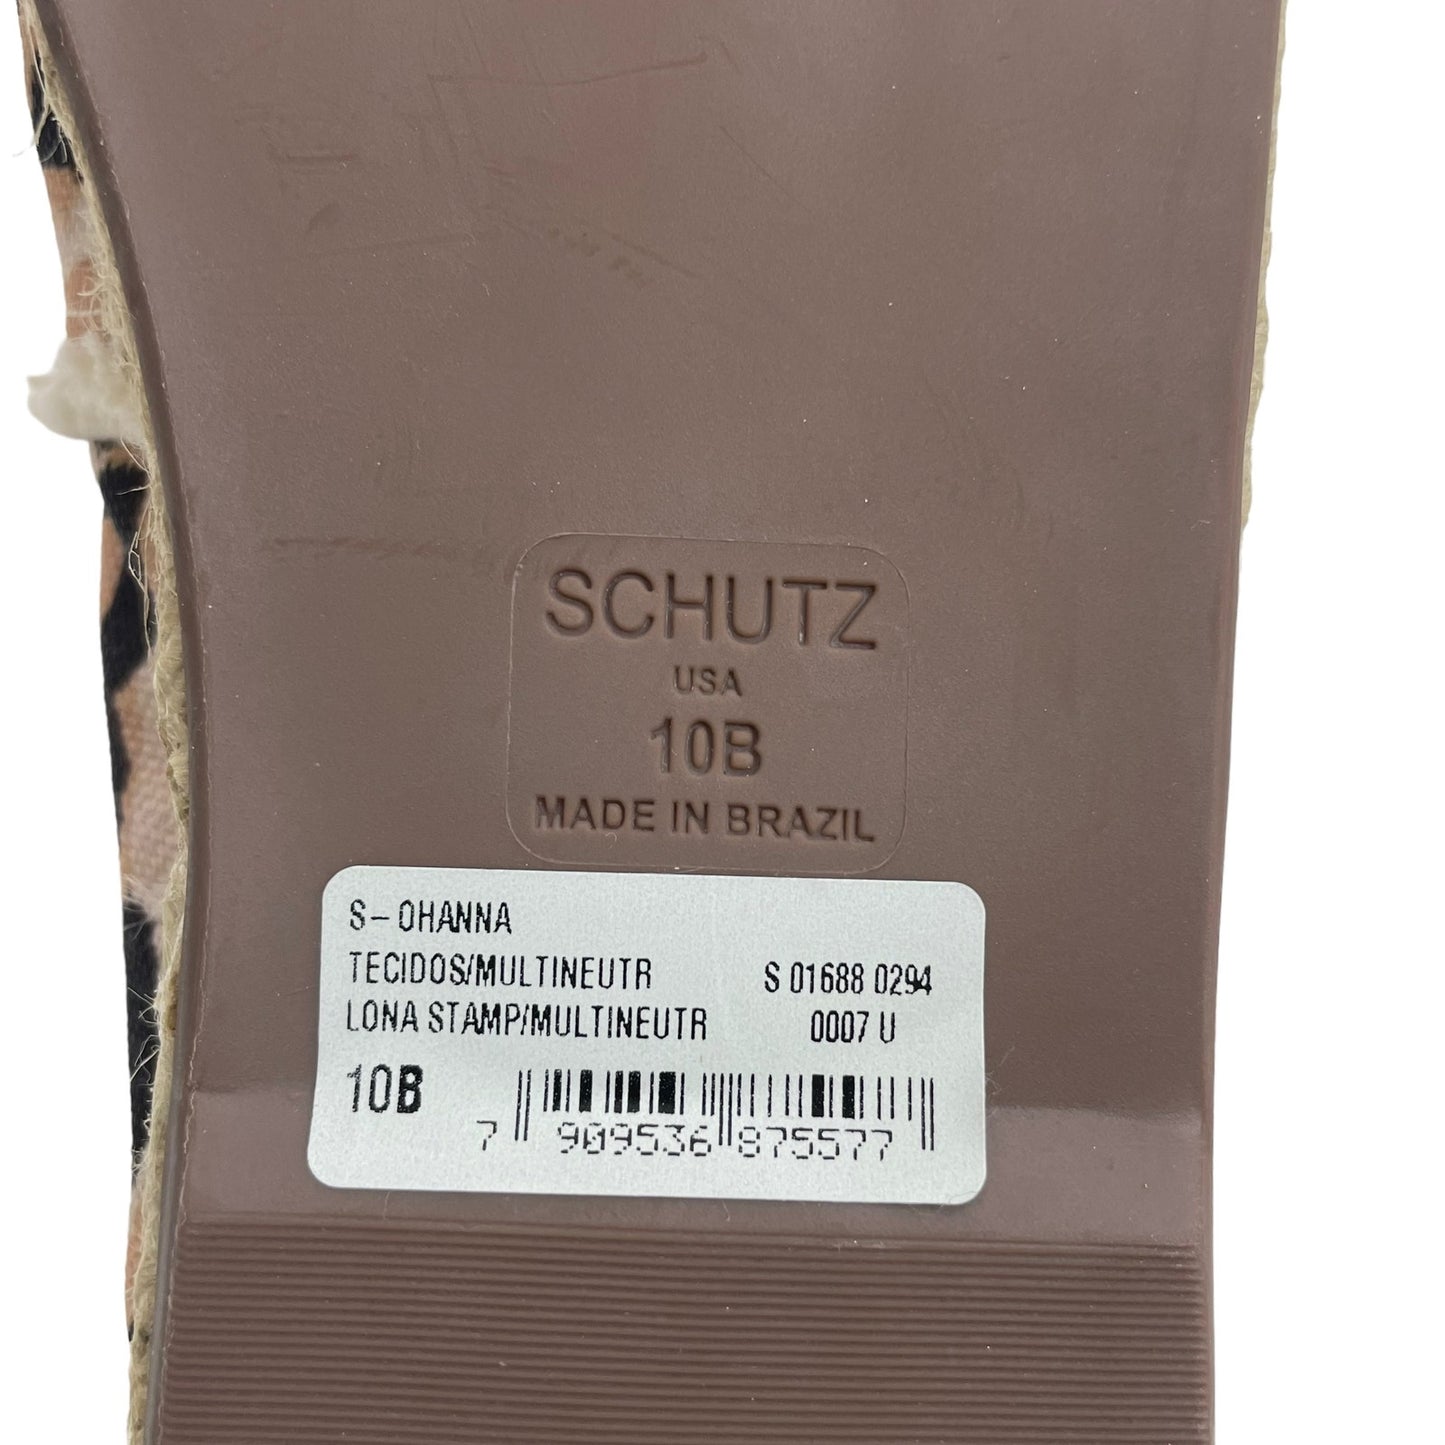 SCHUTZ
USA
10B
MADE IN BRAZIL
S- OHANNA
TECIDOS/MULTINEUTR S 01688 0294
LONA STAMP/MULTINEUTR 0007 U
10B
7 909536 875577